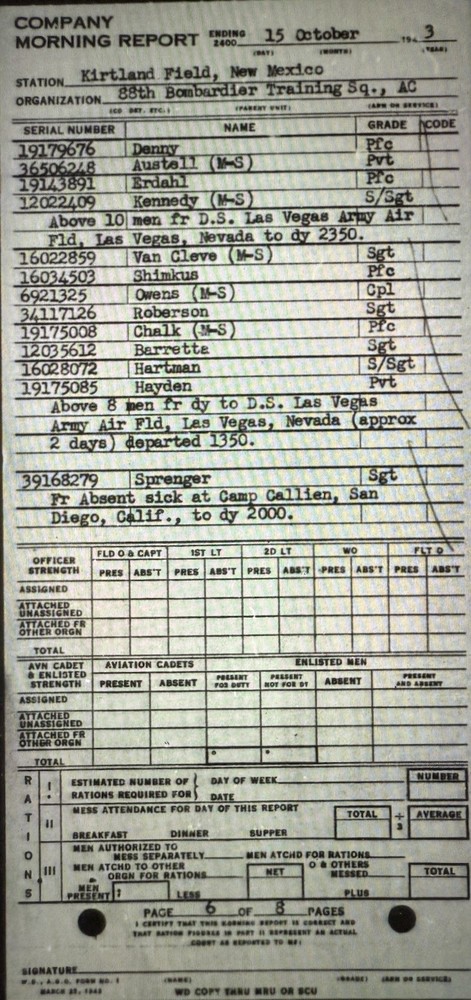 COMPANY
MORNING REPORT ENDING 2400 15 October 194 3
(DAY) (MONTH) (YEAR)
STATION Kirtland Field, New Mexico
ORGANIZATION 88th Bombardier Training Sq., AC
(CO. DET. ETC.) (PARENT UNIT) (ARM OR SERVICE)
SERIAL NUMBER NAME GRADE CODE
19179676 Denny Pfc
36506248 Austell (M-S) Pvt
19143891 Erdahl Pfc
12022409 Kennedy (M-S) S/Sgt
Above 10 men fr D.S. Las Vegas Army Air
Fld, Las Vegas, Nevada to dy 2350.
16022859 Van Cleve (M-S) Sgt
16034503 Shimkus Pfc
6921325 Owens (M-S) Cpl
34117126 Roberson Sgt
19175008 Chalk (M-S) Pfc
12035612 Barretta Sgt
16028072 Hartman S/Sgt
19175085 Hayden Pvt
Above 8 men fr dy to D.S. Las Vegas
Army Air Fld, Las Vegas, Nevada (approx
2 days) departed 1350.
39168279 Sprenger Sgt
Fr Absent sick at Camp Callien, San
Diego, Calif., to dy 2000.
OFFICER STRENGTH FLD O & CAPT 1ST LT 2D LT WO FLT O
PRES ABS'T PRES ABS'T PRES ABS'T PRES ABS'T PRES ABS'T
ASSIGNED
ATTACHED UNASSIGNED
ATTACHED FR OTHER ORGN
TOTAL
AVN CADET & ENLISTED STRENGTH AVIATION CADETS ENLISTED MEN
PRESENT ABSENT PRESENT FOR DUTY PRESENT NOT FOR DY ABSENT PRESENT AND ABSENT
ASSIGNED
ATTACHED UNASSIGNED
ATTACHED FR OTHER ORGN
TOTAL
RATIONS
I ESTIMATED NUMBER OF RATIONS REQUIRED FOR { DAY OF WEEK DATE NUMBER
II MESS ATTENDANCE FOR DAY OF THIS REPORT TOTAL ÷ 3 AVERAGE
BREAKFAST DINNER SUPPER
III MEN AUTHORIZED TO MESS SEPARATELY MEN ATCHD FOR RATIONS
MEN ATCHD TO OTHER ORGN FOR RATIONS NET O & OTHERS MESSED TOTAL
MEN PRESENT LESS PLUS
PAGE 6 OF 8 PAGES
I CERTIFY THAT THIS MORNING REPORT IS CORRECT AND
THAT RATION FIGURES IN PART II REPRESENT AN ACTUAL
COUNT AS REPORTED TO ME:
SIGNATURE
W.D., A.G.O. FORM NO. 1 (NAME) (GRADE) (ARM OR SERVICE)
MARCH 25, 1943 WD COPY THRU MRU OR SCU